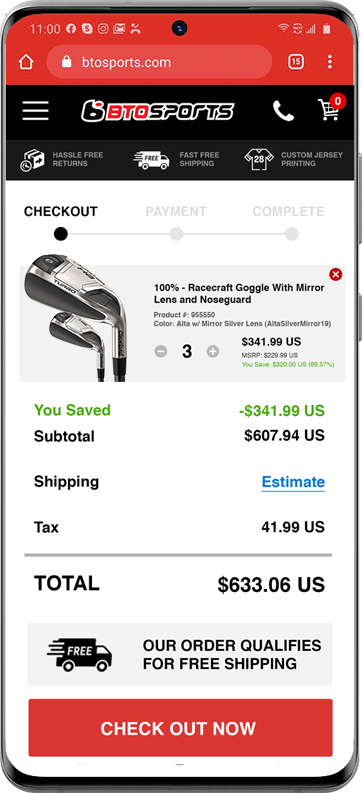 11:00
btosports.com
15
BTOSPORTS
0
HASSLE FREE
RETURNS
FREE
FAST FREE
SHIPPING
28
CUSTOM JERSEY
PRINTING
CHECKOUT
PAYMENT
COMPLETE
100% - Racecraft Goggle With Mirror
Lens and Noseguard
Product #: 955550
Color: Alta w/ Mirror Silver Lens (AltaSilverMirror19)
3
$341.99 US
MSRP: $229.99 US
You Save: $320.00 US (69.57%)
You Saved -$341.99 US
Subtotal $607.94 US
Shipping Estimate
Tax 41.99 US
TOTAL $633.06 US
FREE
OUR ORDER QUALIFIES
FOR FREE SHIPPING
CHECK OUT NOW